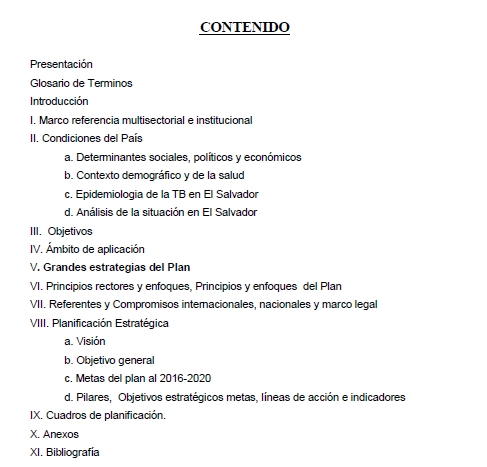 CONTENIDO
Presentación
Glosario de Terminos
Introducción
I. Marco referencia multisectorial e institucional
II. Condiciones del País
a. Determinantes sociales, políticos y económicos
b. Contexto demográfico y de la salud
c. Epidemiologia de la TB en El Salvador
d. Análisis de la situación en El Salvador
III. Objetivos
IV. Ámbito de aplicación
V. Grandes estrategias del Plan
VI. Principios rectores y enfoques, Principios y enfoques del Plan
VII. Referentes y Compromisos internacionales, nacionales y marco legal
VIII. Planificación Estratégica
a. Visión
b. Objetivo general
c. Metas del plan al 2016-2020
d. Pilares, Objetivos estratégicos metas, líneas de acción e indicadores
IX. Cuadros de planificación.
X. Anexos
XI. Bibliografía